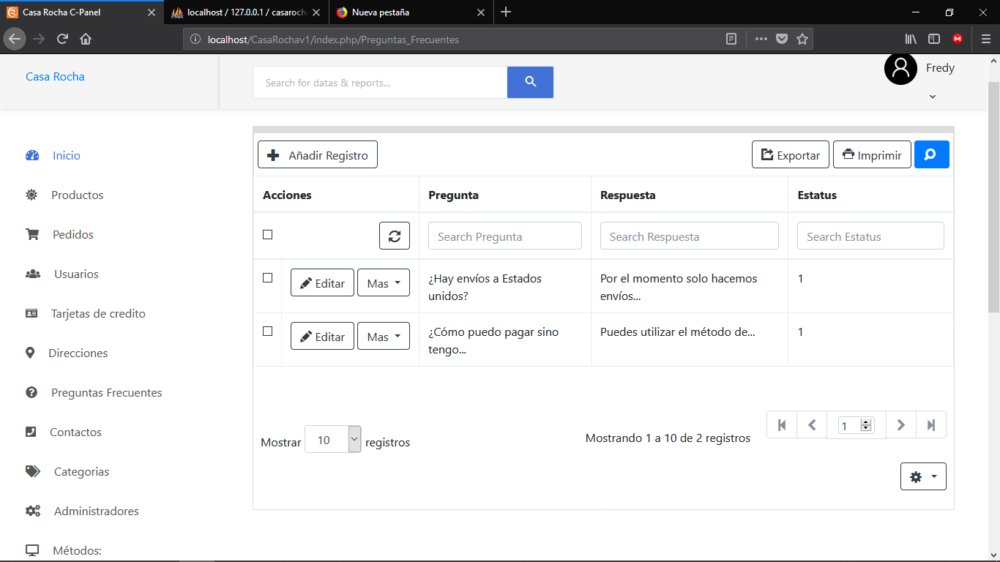 Casa Rocha C-Panel
localhost / 127.0.0.1 / casarocha
Nueva pestaña
localhost/CasaRochav1/index.php/Preguntas_Frecuentes
Casa Rocha
Search for datas & reports...
Fredy
Inicio
Productos
Pedidos
Usuarios
Tarjetas de credito
Direcciones
Preguntas Frecuentes
Contactos
Categorias
Administradores
Métodos:
Añadir Registro
Exportar
Imprimir
Acciones Pregunta Respuesta Estatus
Search Pregunta Search Respuesta Search Estatus
Editar Mas
¿Hay envíos a Estados
unidos?
Por el momento solo hacemos
envíos...
1
Editar Mas
¿Cómo puedo pagar sino
tengo...
Puedes utilizar el método de...
1
Mostrar 10 registros
Mostrando 1 a 10 de 2 registros
1